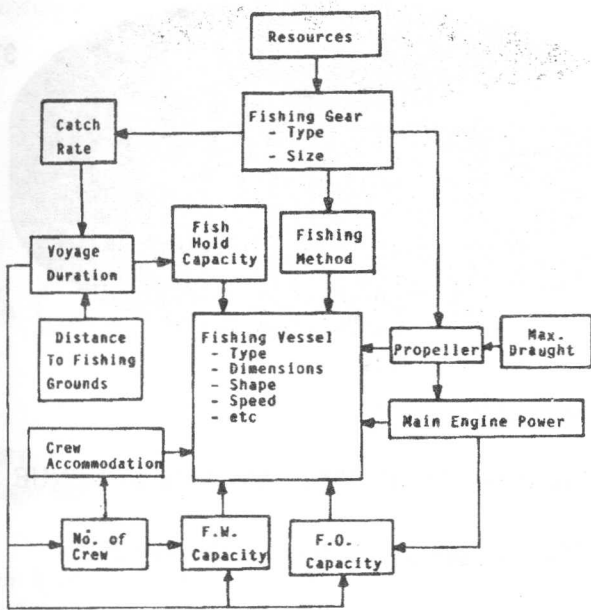 Resources
Fishing Gear
- Type
- Size
Catch
Rate
Fish
Hold
Capacity
Fishing
Method
Voyage
Duration
Distance
To Fishing
Grounds
Fishing Vessel
- Type
- Dimensions
- Shape
- Speed
- etc
Propeller
Max.
Draught
Main Engine Power
Crew
Accommodation
No. of
Crew
F.W.
Capacity
F.O.
Capacity